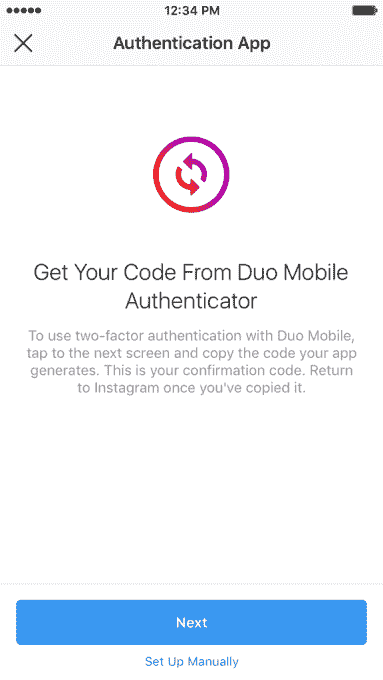 12:34 PM
Authentication App
Get Your Code From Duo Mobile
Authenticator
To use two-factor authentication with Duo Mobile,
tap to the next screen and copy the code your app
generates. This is your confirmation code. Return
to Instagram once you've copied it.
Next
Set Up Manually